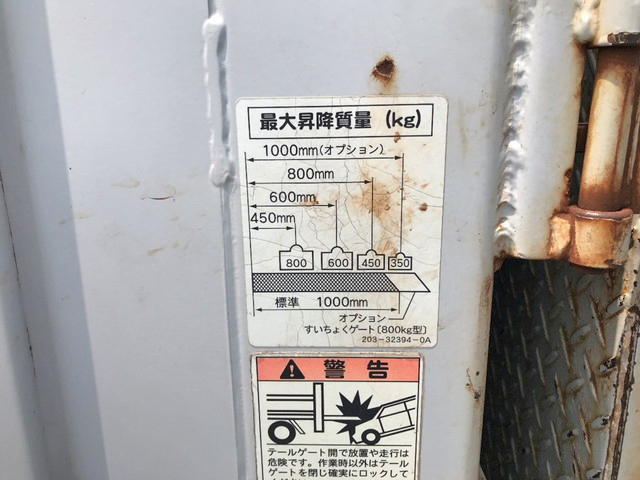 最大昇降質量 (kg)
1000mm(オプション)
800mm
600mm
450mm
800 600 450 350
標準 1000mm
オプション
すいちょくゲート〔800kg型〕
203-32394-0A
警告
テールゲート開で放置や走行は
危険です。作業時以外はテール
ゲートを閉じ確実にロックして